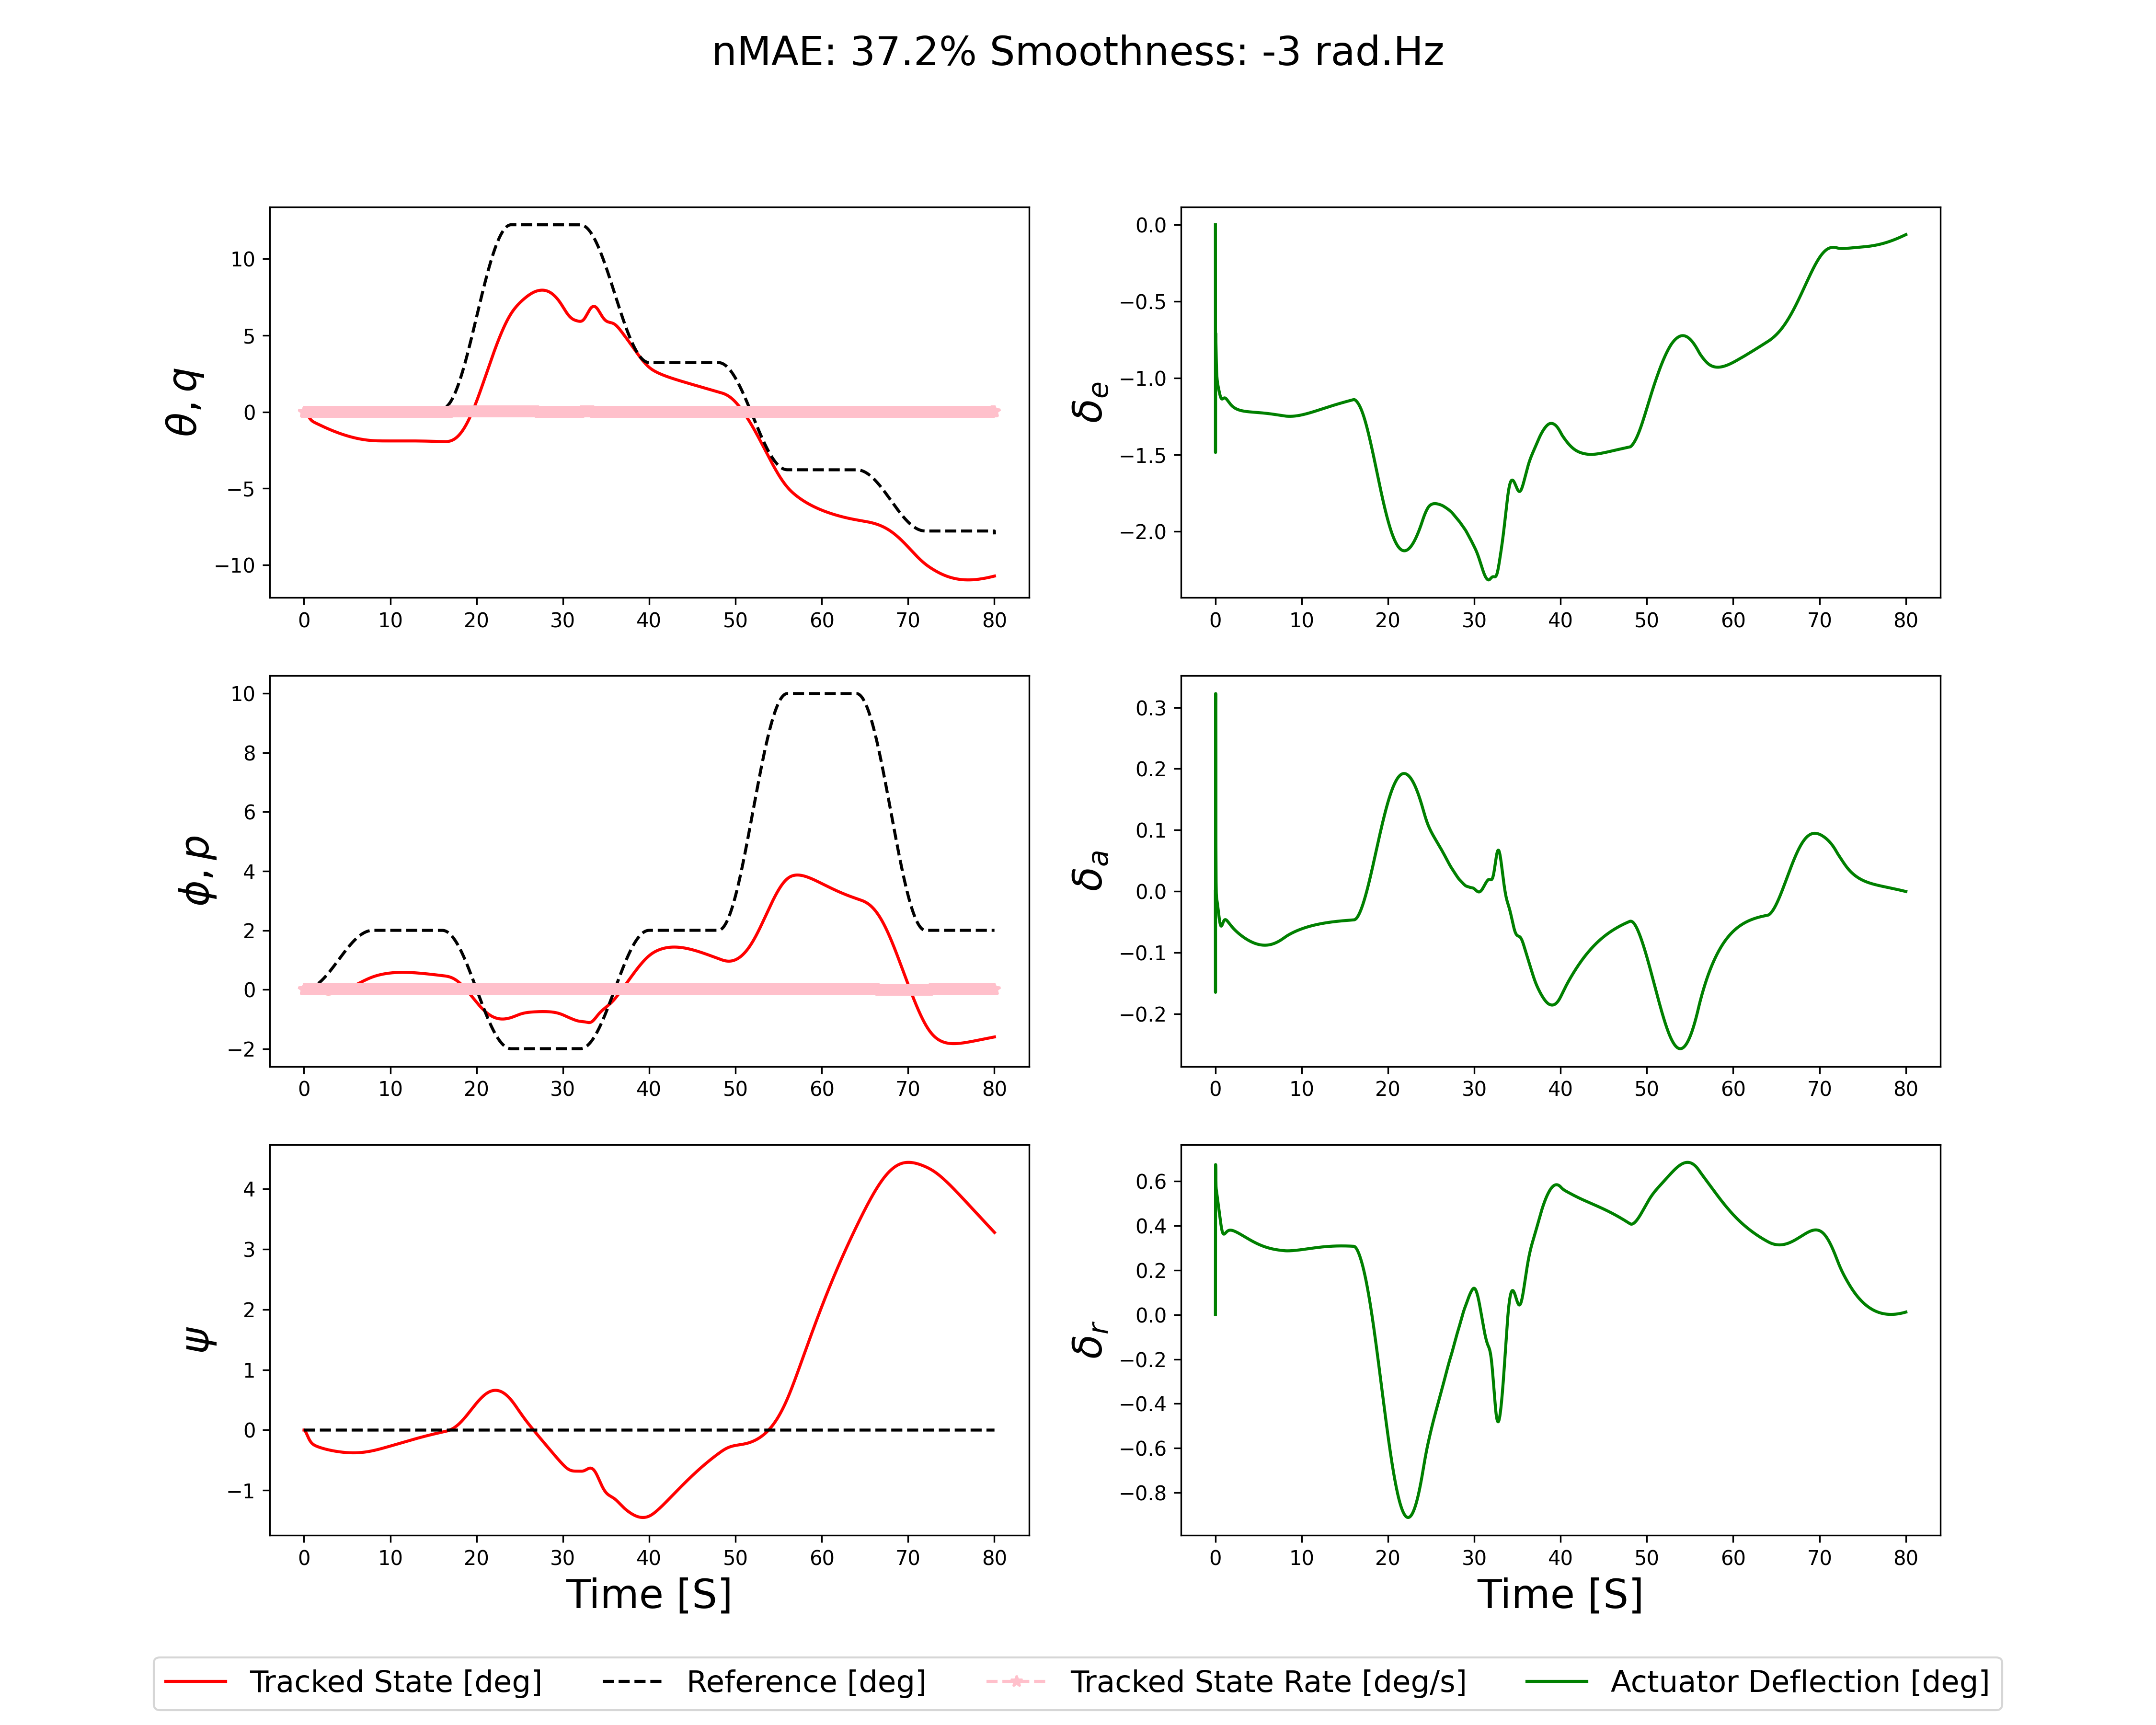 nMAE: 37.2% Smoothness: -3 rad.Hz
θ, q
10
5
0
−5
−10
0 10 20 30 40 50 60 70 80
δe
0.0
−0.5
−1.0
−1.5
−2.0
0 10 20 30 40 50 60 70 80
ϕ, p
10
8
6
4
2
0
−2
0 10 20 30 40 50 60 70 80
δa
0.3
0.2
0.1
0.0
−0.1
−0.2
0 10 20 30 40 50 60 70 80
ψ
4
3
2
1
0
−1
0 10 20 30 40 50 60 70 80
Time [S]
δr
0.6
0.4
0.2
0.0
−0.2
−0.4
−0.6
−0.8
0 10 20 30 40 50 60 70 80
Time [S]
Tracked State [deg] Reference [deg] Tracked State Rate [deg/s] Actuator Deflection [deg]